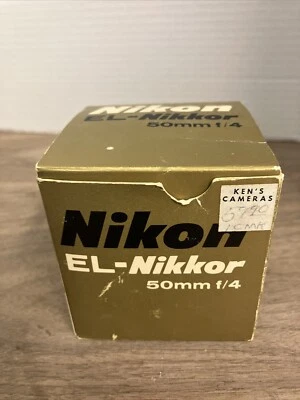 Nikon
EL-Nikkor
50mm f/4
KEN'S
CAMERAS
Nikon
EL-Nikkor
50mm f/4